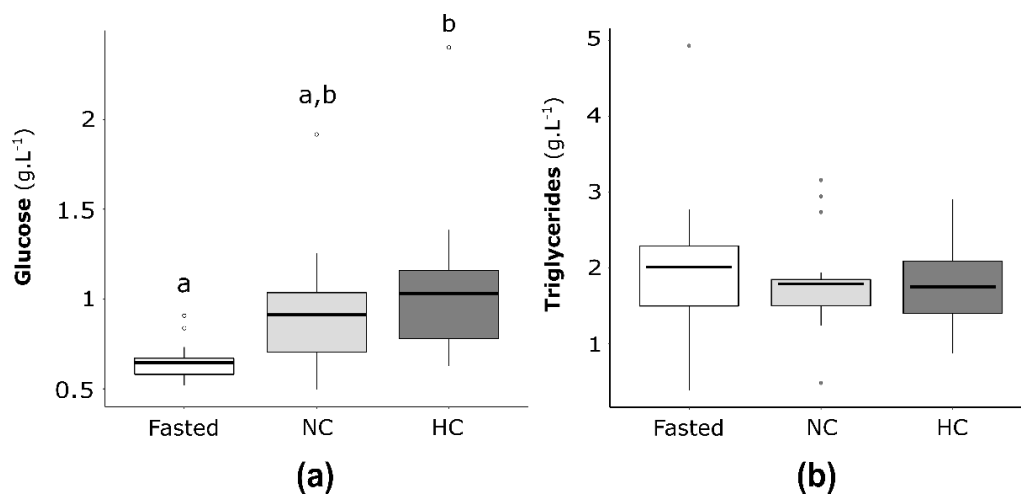 Glucose (g.L⁻¹)
2
1.5
1
0.5
a
a,b
b
Fasted NC HC
(a)
Triglycerides (g.L⁻¹)
5
4
3
2
1
Fasted NC HC
(b)